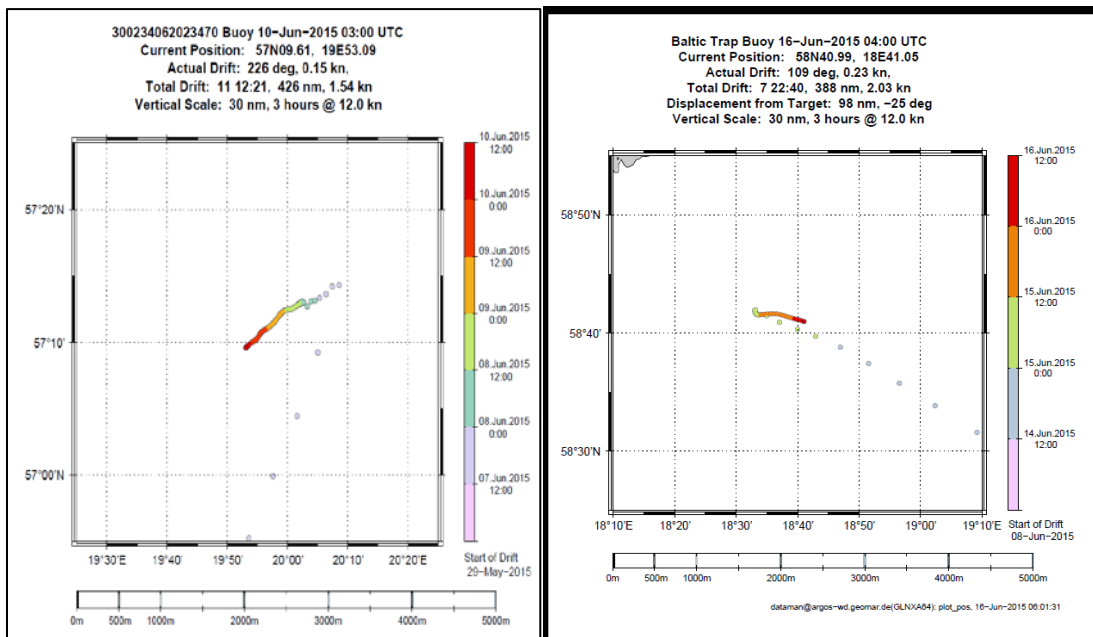 300234062023470 Buoy 10-Jun-2015 03:00 UTC
Current Position: 57N09.61, 19E53.09
Actual Drift: 226 deg, 0.15 kn,
Total Drift: 11 12:21, 426 nm, 1.54 kn
Vertical Scale: 30 nm, 3 hours @ 12.0 kn
10.Jun.2015
12:00
10.Jun.2015
0:00
09.Jun.2015
12:00
09.Jun.2015
0:00
08.Jun.2015
12:00
08.Jun.2015
0:00
07.Jun.2015
12:00
57°20'N
57°10'N
57°00'N
19°30'E
19°40'E
19°50'E
20°00'E
20°10'E
20°20'E
Start of Drift
29-May-2015
0m
500m
1000m
2000m
3000m
4000m
5000m
Baltic Trap Buoy 16-Jun-2015 04:00 UTC
Current Position: 58N40.99, 18E41.05
Actual Drift: 109 deg, 0.23 kn,
Total Drift: 7 22:40, 388 nm, 2.03 kn
Displacement from Target: 98 nm, -25 deg
Vertical Scale: 30 nm, 3 hours @ 12.0 kn
16.Jun.2015
12:00
16.Jun.2015
0:00
15.Jun.2015
12:00
15.Jun.2015
0:00
14.Jun.2015
12:00
58°50'N
58°40'N
58°30'N
18°10'E
18°20'E
18°30'E
18°40'E
18°50'E
19°00'E
19°10'E
Start of Drift
08-Jun-2015
0m
500m
1000m
2000m
3000m
4000m
5000m
dataman@argos-wd.geomar.de(GLNXA64): plot_pos, 16-Jun-2015 06:01:31